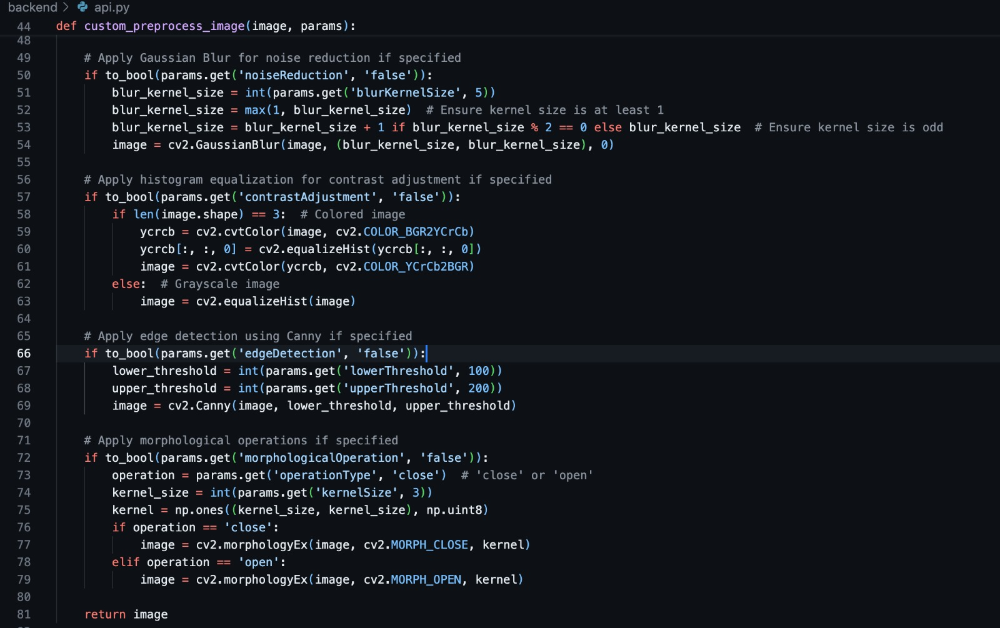 backend > api.py
44 def custom_preprocess_image(image, params):
48
49     # Apply Gaussian Blur for noise reduction if specified
50     if to_bool(params.get('noiseReduction', 'false')):
51         blur_kernel_size = int(params.get('blurKernelSize', 5))
52         blur_kernel_size = max(1, blur_kernel_size)  # Ensure kernel size is at least 1
53         blur_kernel_size = blur_kernel_size + 1 if blur_kernel_size % 2 == 0 else blur_kernel_size  # Ensure kernel size is odd
54         image = cv2.GaussianBlur(image, (blur_kernel_size, blur_kernel_size), 0)
55
56     # Apply histogram equalization for contrast adjustment if specified
57     if to_bool(params.get('contrastAdjustment', 'false')):
58         if len(image.shape) == 3:  # Colored image
59             ycrcb = cv2.cvtColor(image, cv2.COLOR_BGR2YCrCb)
60             ycrcb[:, :, 0] = cv2.equalizeHist(ycrcb[:, :, 0])
61             image = cv2.cvtColor(ycrcb, cv2.COLOR_YCrCb2BGR)
62         else:  # Grayscale image
63             image = cv2.equalizeHist(image)
64
65     # Apply edge detection using Canny if specified
66     if to_bool(params.get('edgeDetection', 'false')):
67         lower_threshold = int(params.get('lowerThreshold', 100))
68         upper_threshold = int(params.get('upperThreshold', 200))
69         image = cv2.Canny(image, lower_threshold, upper_threshold)
70
71     # Apply morphological operations if specified
72     if to_bool(params.get('morphologicalOperation', 'false')):
73         operation = params.get('operationType', 'close')  # 'close' or 'open'
74         kernel_size = int(params.get('kernelSize', 3))
75         kernel = np.ones((kernel_size, kernel_size), np.uint8)
76         if operation == 'close':
77             image = cv2.morphologyEx(image, cv2.MORPH_CLOSE, kernel)
78         elif operation == 'open':
79             image = cv2.morphologyEx(image, cv2.MORPH_OPEN, kernel)
80
81     return image